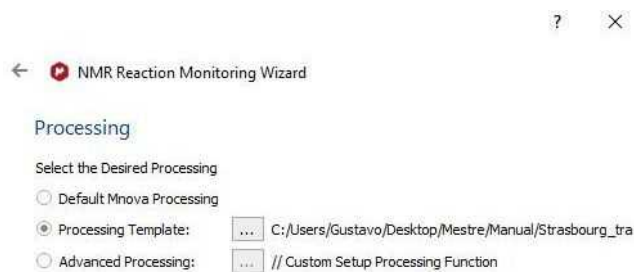 ?
NMR Reaction Monitoring Wizard
Processing
Select the Desired Processing
Default Mnova Processing
Processing Template: ... C:/Users/Gustavo/Desktop/Mestre/Manual/Strasbourg_tra
Advanced Processing: ... // Custom Setup Processing Function